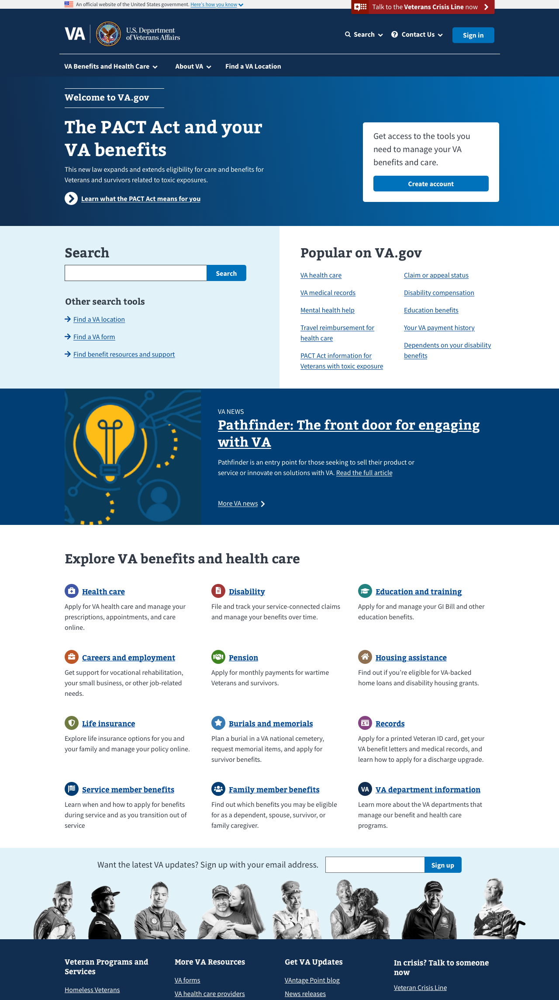 An official website of the United States government. Here's how you know
Talk to the Veterans Crisis Line now
VA
U.S. Department
of Veterans Affairs
Search
Contact Us
Sign in
VA Benefits and Health Care
About VA
Find a VA Location
Welcome to VA.gov
The PACT Act and your
VA benefits
This new law expands and extends eligibility for care and benefits for
Veterans and survivors related to toxic exposures.
Learn what the PACT Act means for you
Get access to the tools you
need to manage your VA
benefits and care.
Create account
Search
Search
Other search tools
Find a VA location
Find a VA form
Find benefit resources and support
Popular on VA.gov
VA health care
VA medical records
Mental health help
Travel reimbursement for
health care
PACT Act information for
Veterans with toxic exposure
Claim or appeal status
Disability compensation
Education benefits
Your VA payment history
Dependents on your disability
benefits
VA NEWS
Pathfinder: The front door for engaging
with VA
Pathfinder is an entry point for those seeking to sell their product or
service or innovate on solutions with VA. Read the full article
More VA news
Explore VA benefits and health care
Health care
Apply for VA health care and manage your
prescriptions, appointments, and care
online.
Disability
File and track your service-connected claims
and manage your benefits over time.
Education and training
Apply for and manage your GI Bill and other
education benefits.
Careers and employment
Get support for vocational rehabilitation,
your small business, or other job-related
needs.
Pension
Apply for monthly payments for wartime
Veterans and survivors.
Housing assistance
Find out if you’re eligible for VA-backed
home loans and disability housing grants.
Life insurance
Explore life insurance options for you and
your family and manage your policy online.
Burials and memorials
Plan a burial in a VA national cemetery,
request memorial items, and apply for
survivor benefits.
Records
Apply for a printed Veteran ID card, get your
VA benefit letters and medical records, and
learn how to apply for a discharge upgrade.
Service member benefits
Learn when and how to apply for benefits
during service and as you transition out of
service
Family member benefits
Find out which benefits you may be eligible
for as a dependent, spouse, survivor, or
family caregiver.
VA
VA department information
Learn more about the VA departments that
manage our benefit and health care
programs.
Want the latest VA updates? Sign up with your email address.
Sign up
Veteran Programs and
Services
Homeless Veterans
More VA Resources
VA forms
VA health care providers
Get VA Updates
VAntage Point blog
News releases
In crisis? Talk to someone
now
Veteran Crisis Line